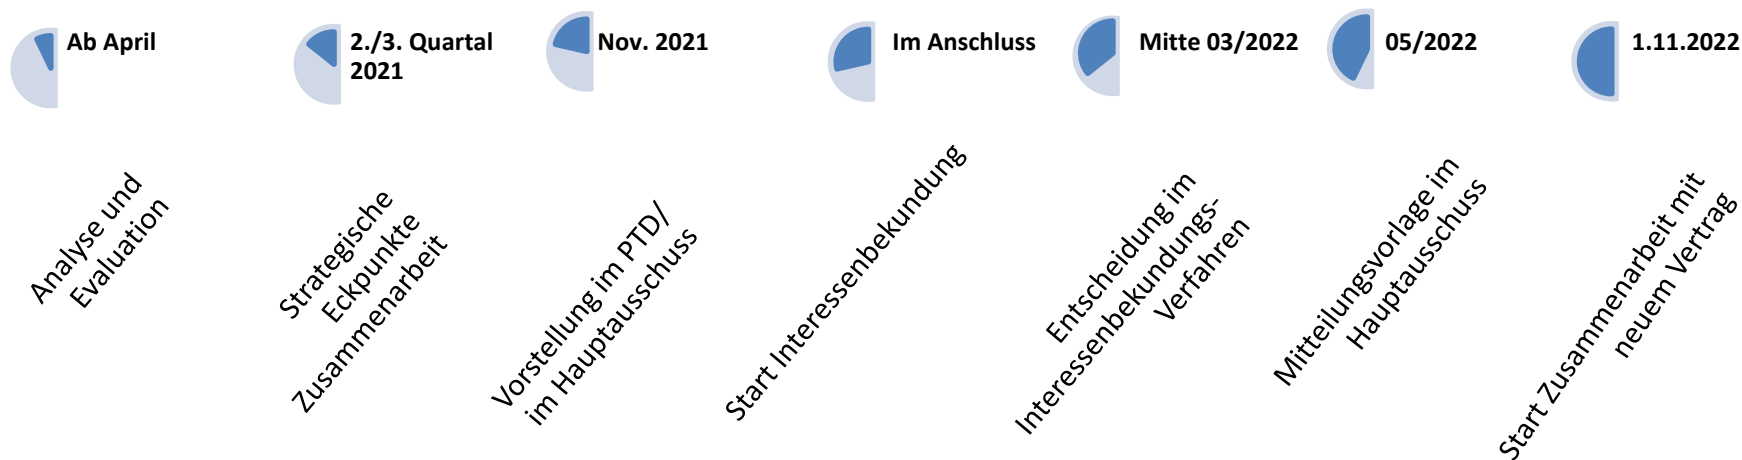 Ab April
Analyse und
Evaluation
2./3. Quartal
2021
Strategische
Eckpunkte
Zusammenarbeit
Nov. 2021
Vorstellung im PTD/
im Hauptausschuss
Im Anschluss
Start Interessenbekundung
Mitte 03/2022
Entscheidung im
Interessenbekundungs-
Verfahren
05/2022
Mitteilungsvorlage im
Hauptausschuss
1.11.2022
Start Zusammenarbeit mit
neuem Vertrag